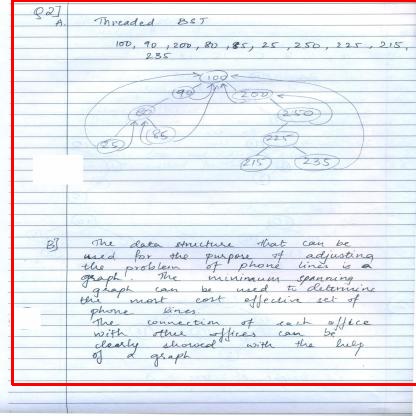 Q2]
A. Threaded BST
100, 90, 200, 80, 85, 25, 250, 225, 215,
235
100
90 200
80 250
85 225
25 215 235
B] The data structure that can be
used for the purpose of adjusting
the problem of phone lines is a
graph. The minimum spanning
graph can be used to determine
the most cost effective set of
phone lines.
The connection of each office
with other offices can be
clearly showed with the help
of a graph